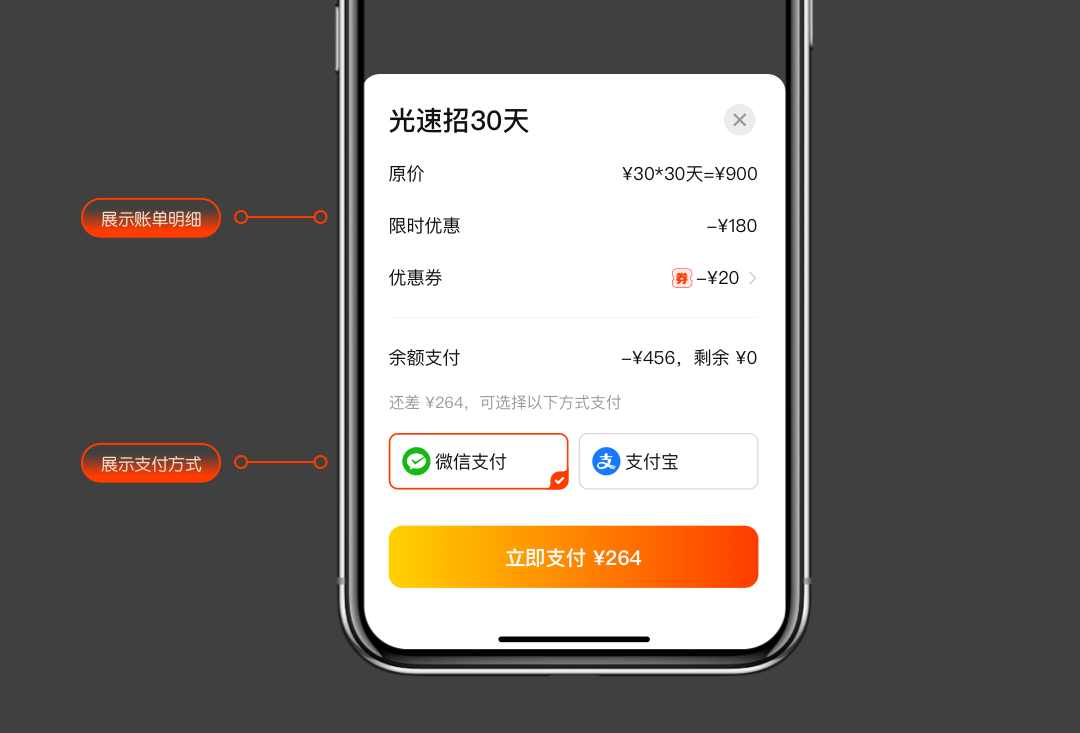 光速招30天
原价 ¥30*30天=¥900
展示账单明细
限时优惠 -¥180
优惠券 券 -¥20
余额支付 -¥456，剩余 ¥0
还差 ¥264，可选择以下方式支付
展示支付方式
微信支付 支付宝
立即支付 ¥264